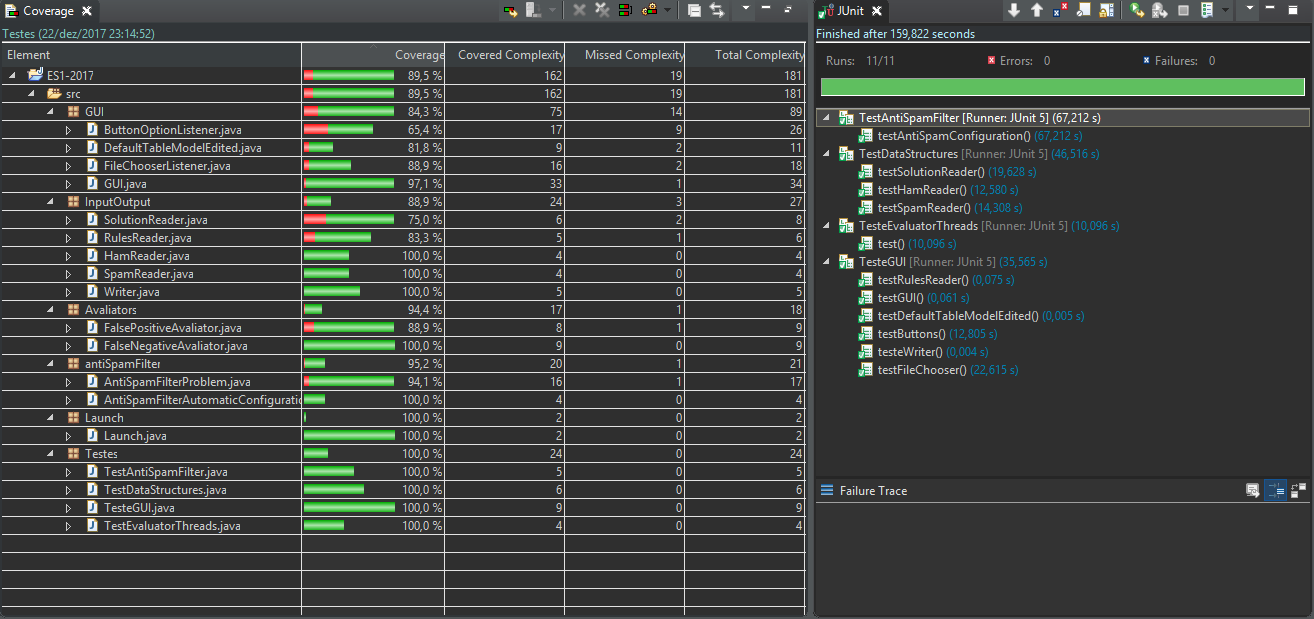 Coverage
Testes (22/dez/2017 23:14:52)
Element Coverage Covered Complexity Missed Complexity Total Complexity
ES1-2017 89,5 % 162 19 181
src 89,5 % 162 19 181
GUI 84,3 % 75 14 89
ButtonOptionListener.java 65,4 % 17 9 26
DefaultTableModelEdited.java 81,8 % 9 2 11
FileChooserListener.java 88,9 % 16 2 18
GUI.java 97,1 % 33 1 34
InputOutput 88,9 % 24 3 27
SolutionReader.java 75,0 % 6 2 8
RulesReader.java 83,3 % 5 1 6
HamReader.java 100,0 % 4 0 4
SpamReader.java 100,0 % 4 0 4
Writer.java 100,0 % 5 0 5
Avaliators 94,4 % 17 1 18
FalsePositiveAvaliator.java 88,9 % 8 1 9
FalseNegativeAvaliator.java 100,0 % 9 0 9
antiSpamFilter 95,2 % 20 1 21
AntiSpamFilterProblem.java 94,1 % 16 1 17
AntiSpamFilterAutomaticConfiguratio 100,0 % 4 0 4
Launch 100,0 % 2 0 2
Launch.java 100,0 % 2 0 2
Testes 100,0 % 24 0 24
TestAntiSpamFilter.java 100,0 % 5 0 5
TestDataStructures.java 100,0 % 6 0 6
TesteGUI.java 100,0 % 9 0 9
TestEvaluatorThreads.java 100,0 % 4 0 4
JUnit
Finished after 159,822 seconds
Runs: 11/11 Errors: 0 Failures: 0
TestAntiSpamFilter [Runner: JUnit 5] (67,212 s)
testAntiSpamConfiguration() (67,212 s)
TestDataStructures [Runner: JUnit 5] (46,516 s)
testSolutionReader() (19,628 s)
testHamReader() (12,580 s)
testSpamReader() (14,308 s)
TesteEvaluatorThreads [Runner: JUnit 5] (10,096 s)
test() (10,096 s)
TesteGUI [Runner: JUnit 5] (35,565 s)
testRulesReader() (0,075 s)
testGUI() (0,061 s)
testDefaultTableModelEdited() (0,005 s)
testButtons() (12,805 s)
testeWriter() (0,004 s)
testFileChooser() (22,615 s)
Failure Trace